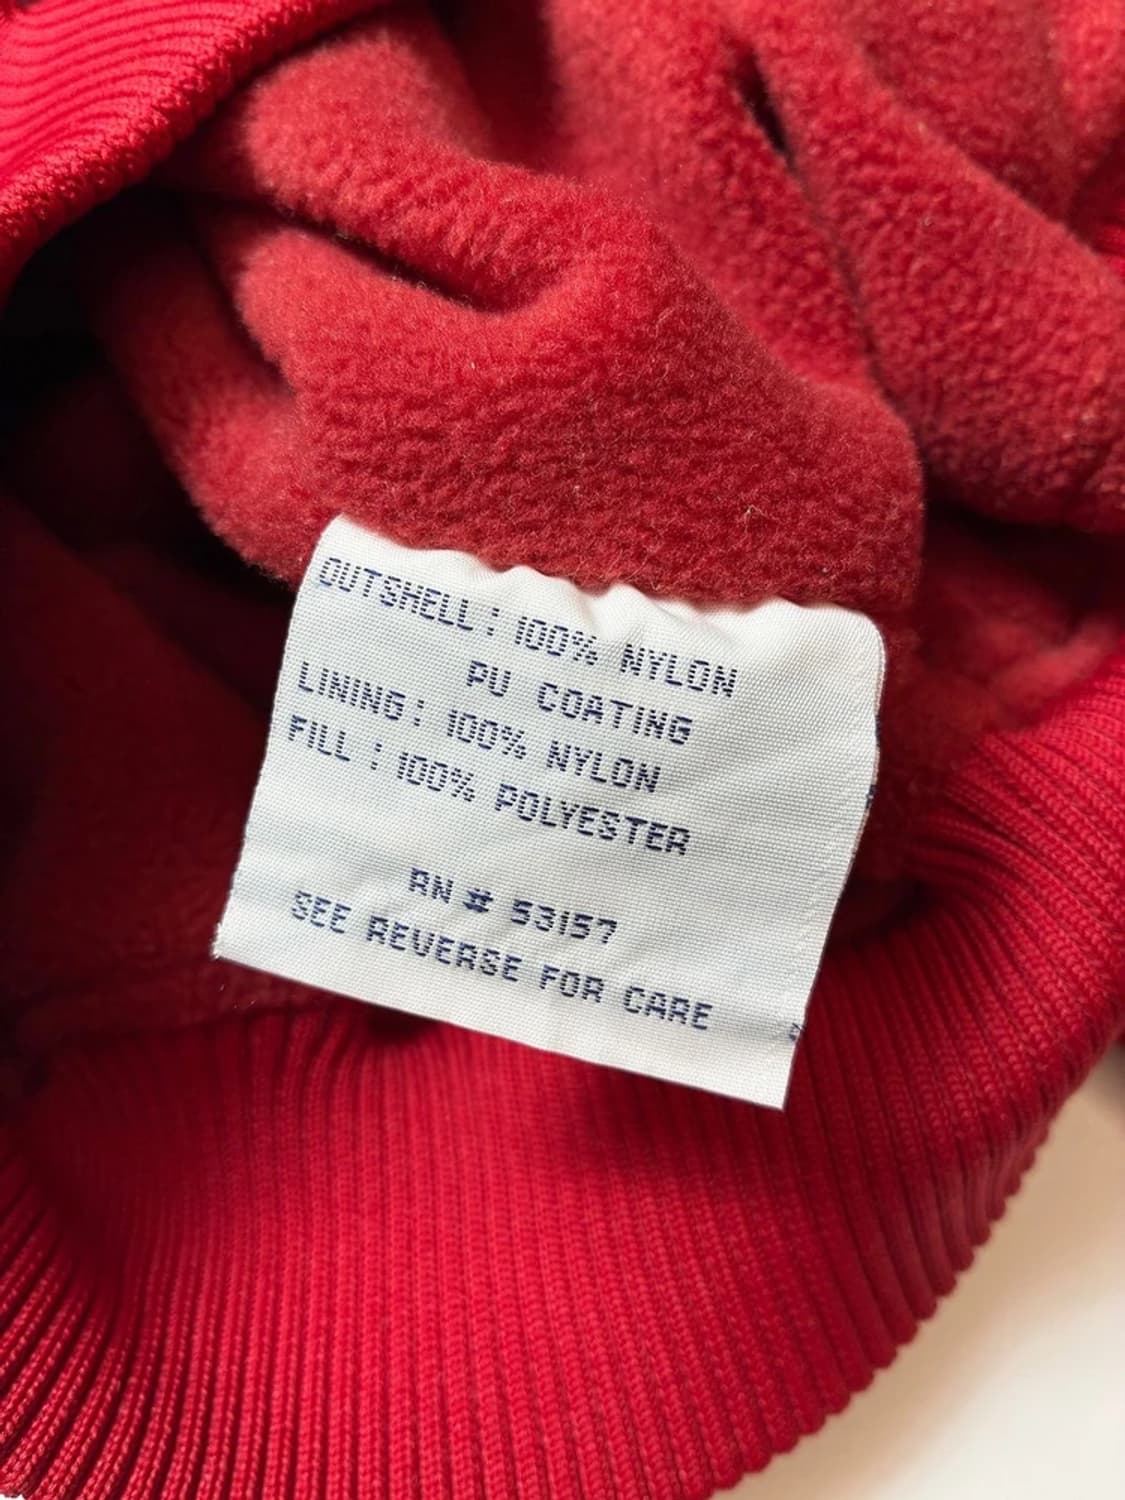 OUTSHELL: 100% NYLON
PU COATING
LINING: 100% NYLON
FILL: 100% POLYESTER
RN # 53157
SEE REVERSE FOR CARE